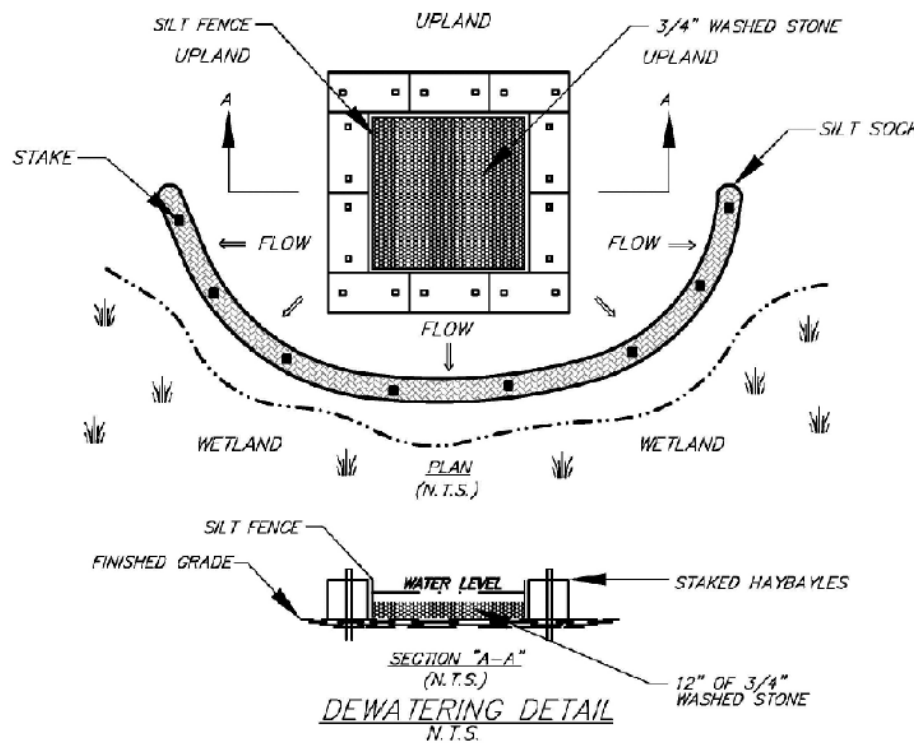 UPLAND
SILT FENCE
3/4" WASHED STONE
UPLAND
UPLAND
A
A
SILT SOCK
STAKE
FLOW
FLOW
FLOW
WETLAND
WETLAND
PLAN
(N.T.S.)
SILT FENCE
FINISHED GRADE
WATER LEVEL
STAKED HAYBAYLES
SECTION "A-A"
(N.T.S.)
12" OF 3/4"
WASHED STONE
DEWATERING DETAIL
N.T.S.